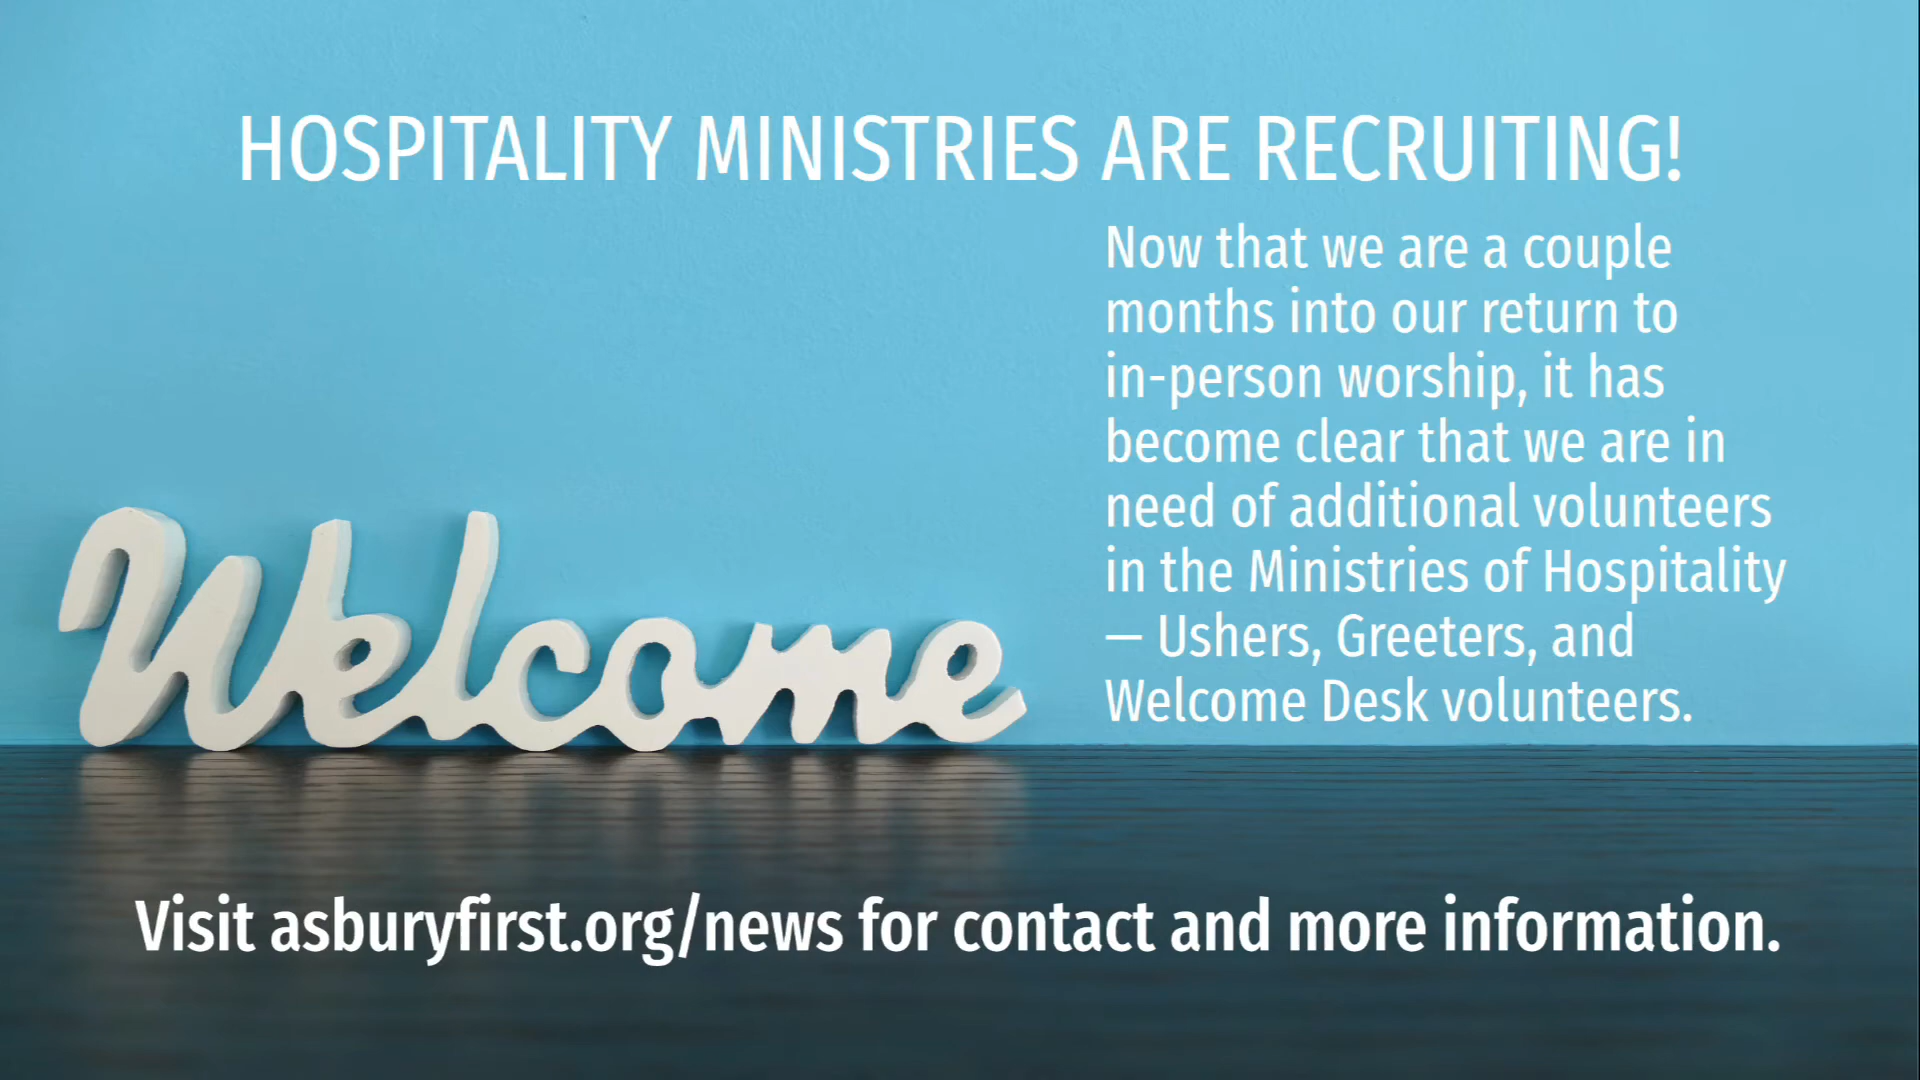 HOSPITALITY MINISTRIES ARE RECRUITING!
Now that we are a couple
months into our return to
in-person worship, it has
become clear that we are in
need of additional volunteers
in the Ministries of Hospitality
— Ushers, Greeters, and
Welcome Desk volunteers.
Welcome
Visit asburyfirst.org/news for contact and more information.